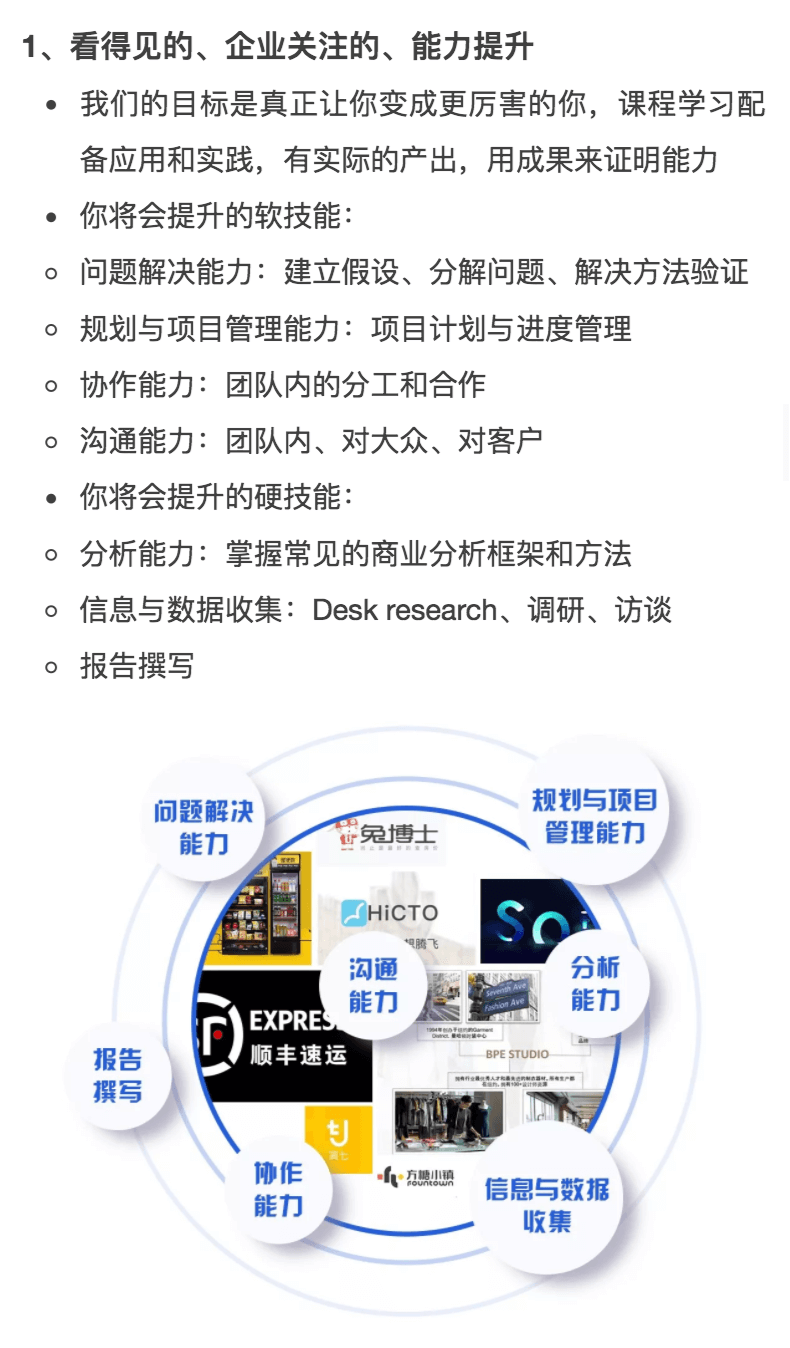 1、看得见的、企业关注的、能力提升
我们的目标是真正让你变成更厉害的你，课程学习配
备应用和实践，有实际的产出，用成果来证明能力
你将会提升的软技能：
问题解决能力：建立假设、分解问题、解决方法验证
规划与项目管理能力：项目计划与进度管理
协作能力：团队内的分工和合作
沟通能力：团队内、对大众、对客户
你将会提升的硬技能：
分析能力：掌握常见的商业分析框架和方法
信息与数据收集：Desk research、调研、访谈
报告撰写
问题解决
能力
规划与项目
管理能力
兔博士
HiCTO
腾飞
沟通
能力
分析
能力
Seventh Ave
Fashion Ave
EXPRESS
顺丰速运
BPE STUDIO
报告
撰写
协作
能力
方糖小镇
FOUNTOWN
信息与数据
收集